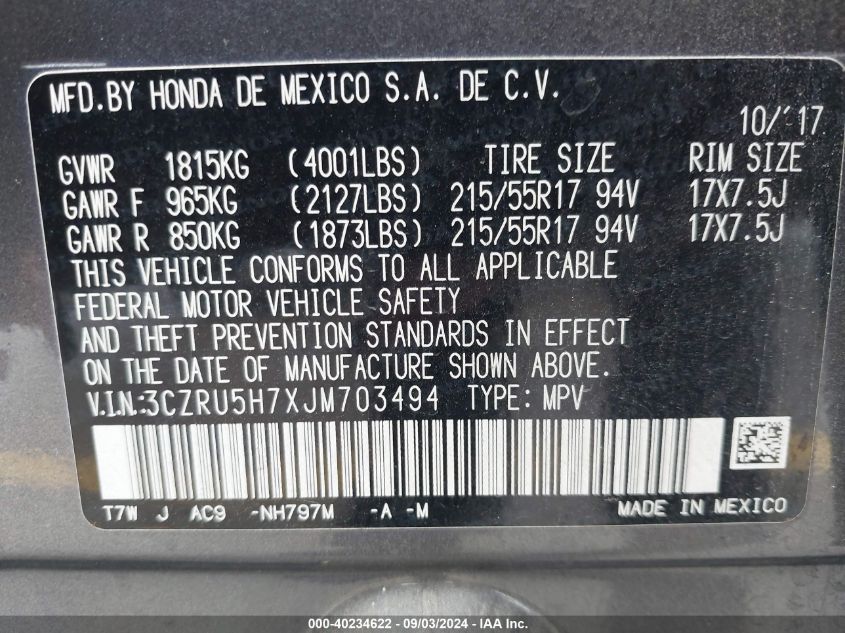 MFD.BY HONDA DE MEXICO S.A. DE C.V.
10/'17
GVWR 1815KG (4001LBS) TIRE SIZE RIM SIZE
GAWR F 965KG (2127LBS) 215/55R17 94V 17X7.5J
GAWR R 850KG (1873LBS) 215/55R17 94V 17X7.5J
THIS VEHICLE CONFORMS TO ALL APPLICABLE
FEDERAL MOTOR VEHICLE SAFETY
AND THEFT PREVENTION STANDARDS IN EFFECT
ON THE DATE OF MANUFACTURE SHOWN ABOVE.
V.I.N.:3CZRU5H7XJM703494 TYPE: MPV
T7W J AC9 -NH797M -A -M MADE IN MEXICO
000-40234622 - 09/03/2024 - IAA Inc.